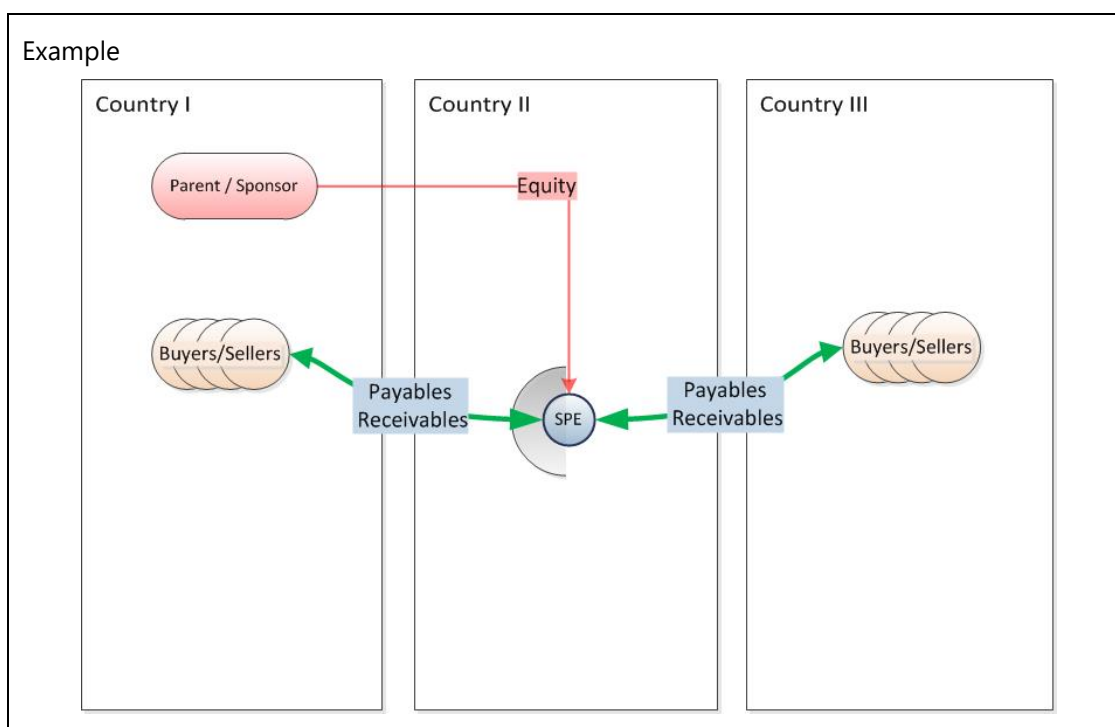 Example
Country I
Country II
Country III
Parent / Sponsor
Equity
Buyers/Sellers
Buyers/Sellers
Payables
Receivables
SPE
Payables
Receivables